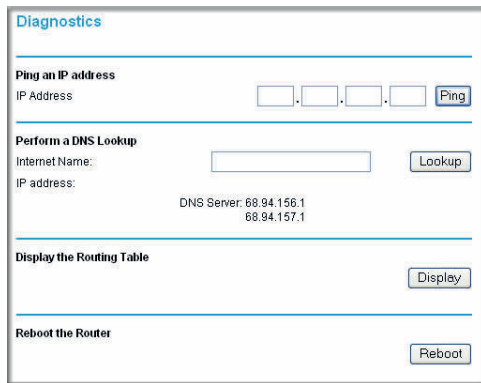 Diagnostics
Ping an IP address
IP Address . . . Ping
Perform a DNS Lookup
Internet Name: Lookup
IP address:
DNS Server: 68.94.156.1
68.94.157.1
Display the Routing Table
Display
Reboot the Router
Reboot